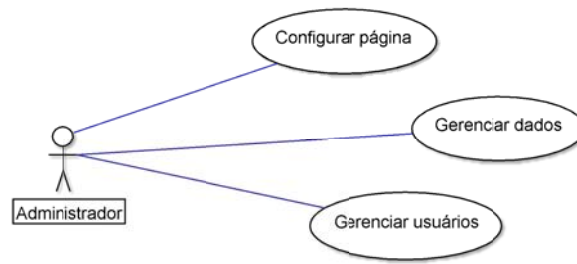 Configurar página
Gerenciar dados
Administrador
Gerenciar usuários